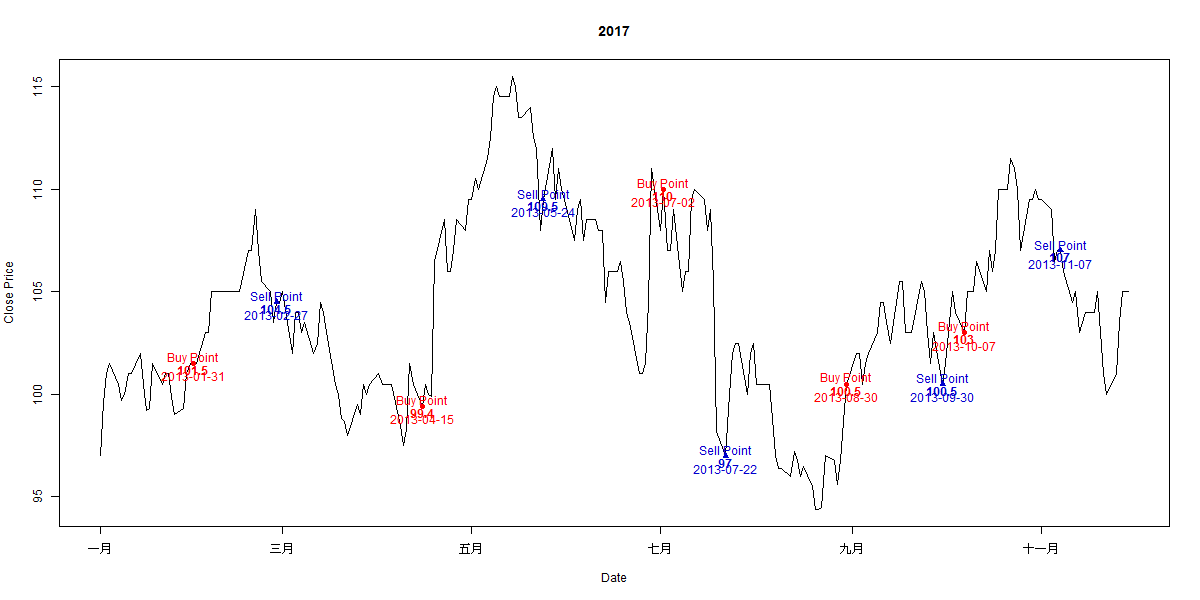 2017
Close Price
115
110
105
100
95
Buy Point
101.5
2013-01-31
Sell Point
104.5
2013-02-27
Buy Point
99.4
2013-04-15
Sell Point
109.5
2013-05-24
Buy Point
110
2013-07-02
Sell Point
97
2013-07-22
Buy Point
100.5
2013-08-30
Sell Point
100.5
2013-09-30
Buy Point
103
2013-10-07
Sell Point
107
2013-11-07
一月 三月 五月 七月 九月 十一月
Date